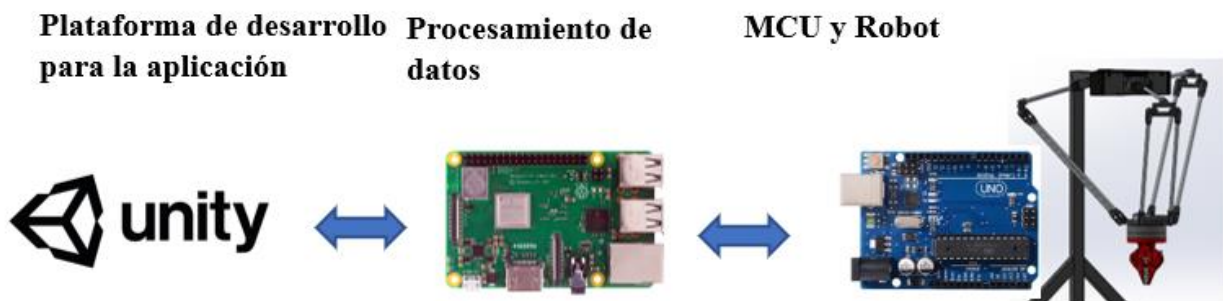 Plataforma de desarrollo
para la aplicación
Procesamiento de
datos
MCU y Robot
unity
UNO